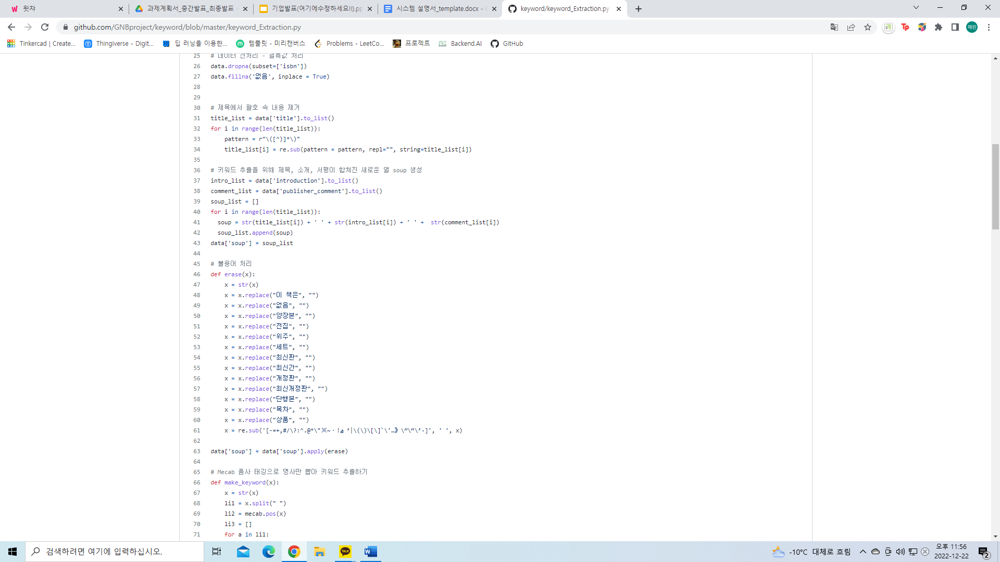 왓챠
과제계획서_중간발표_최종발표 -
기업발표(여기에수정하세요!!).pp
시스템 설명서_template.docx -
keyword/keyword_Extraction.py
github.com/GNBproject/keyword/blob/master/keyword_Extraction.py
채린
Tinkercad | Create...
Thingiverse - Digit...
딥 러닝을 이용한...
템플릿 - 미리캔버스
Problems - LeetCo...
프로젝트
Backend.AI
GitHub
25 # 데이터 전처리 - 결측값 처리
26 data.dropna(subset=['isbn'])
27 data.fillna('없음', inplace = True)
28
29
30 # 제목에서 괄호 속 내용 제거
31 title_list = data['title'].to_list()
32 for i in range(len(title_list)):
33 pattern = r"\([^)]*\)"
34 title_list[i] = re.sub(pattern = pattern, repl="", string=title_list[i])
35
36 # 키워드 추출을 위해 제목, 소개, 서평이 합쳐진 새로운 열 soup 생성
37 intro_list = data['introduction'].to_list()
38 comment_list = data['publisher_comment'].to_list()
39 soup_list = []
40 for i in range(len(title_list)):
41 soup = str(title_list[i]) + ' ' + str(intro_list[i]) + ' ' +  str(comment_list[i])
42 soup_list.append(soup)
43 data['soup'] = soup_list
44
45 # 불용어 처리
46 def erase(x):
47 x = str(x)
48 x = x.replace("이 책은", "")
49 x = x.replace("없음", "")
50 x = x.replace("양장본", "")
51 x = x.replace("전집", "")
52 x = x.replace("위주", "")
53 x = x.replace("세트", "")
54 x = x.replace("최신판", "")
55 x = x.replace("최신간", "")
56 x = x.replace("개정판", "")
57 x = x.replace("최신개정판", "")
58 x = x.replace("단행본", "")
59 x = x.replace("목차", "")
60 x = x.replace("상품", "")
61 x = re.sub('[-=+,#/\?:^.@*\"※~ㆍ!』‘|\(\)\[\]`\'…》\”\“\’·]', ' ', x)
62
63 data['soup'] = data['soup'].apply(erase)
64
65 # Mecab 품사 태깅으로 명사만 뽑아 키워드 추출하기
66 def make_keyword(x):
67 x = str(x)
68 li1 = x.split(" ")
69 li2 = mecab.pos(x)
70 li3 = []
71 for a in li1:
검색하려면 여기에 입력하십시오.
TALK
-10°C 대체로 흐림
오후 11:56
2022-12-22
2